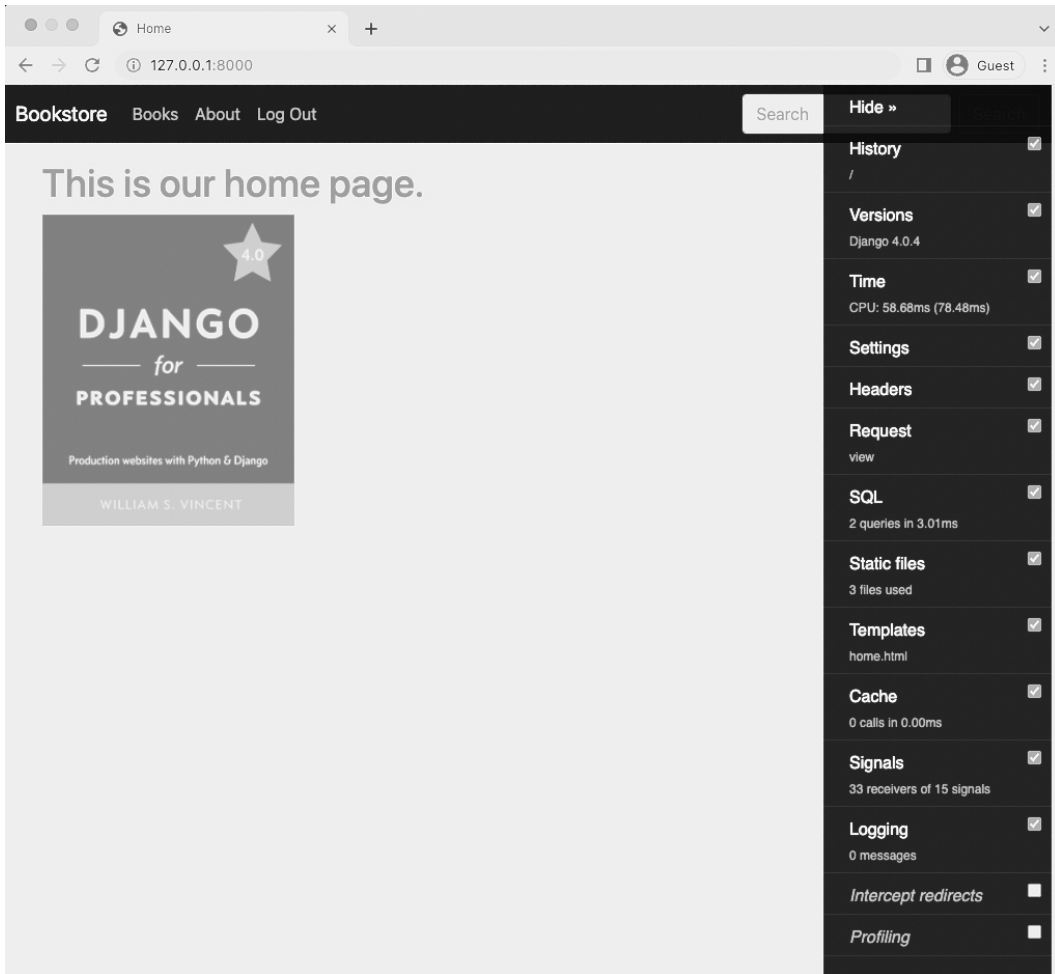 Home
127.0.0.1:8000
Guest
Bookstore Books About Log Out Search Search
This is our home page.
4.0
DJANGO
for
PROFESSIONALS
Production websites with Python & Django
WILLIAM S. VINCENT
Hide »
History
/
Versions
Django 4.0.4
Time
CPU: 58.68ms (78.48ms)
Settings
Headers
Request
view
SQL
2 queries in 3.01ms
Static files
3 files used
Templates
home.html
Cache
0 calls in 0.00ms
Signals
33 receivers of 15 signals
Logging
0 messages
Intercept redirects
Profiling